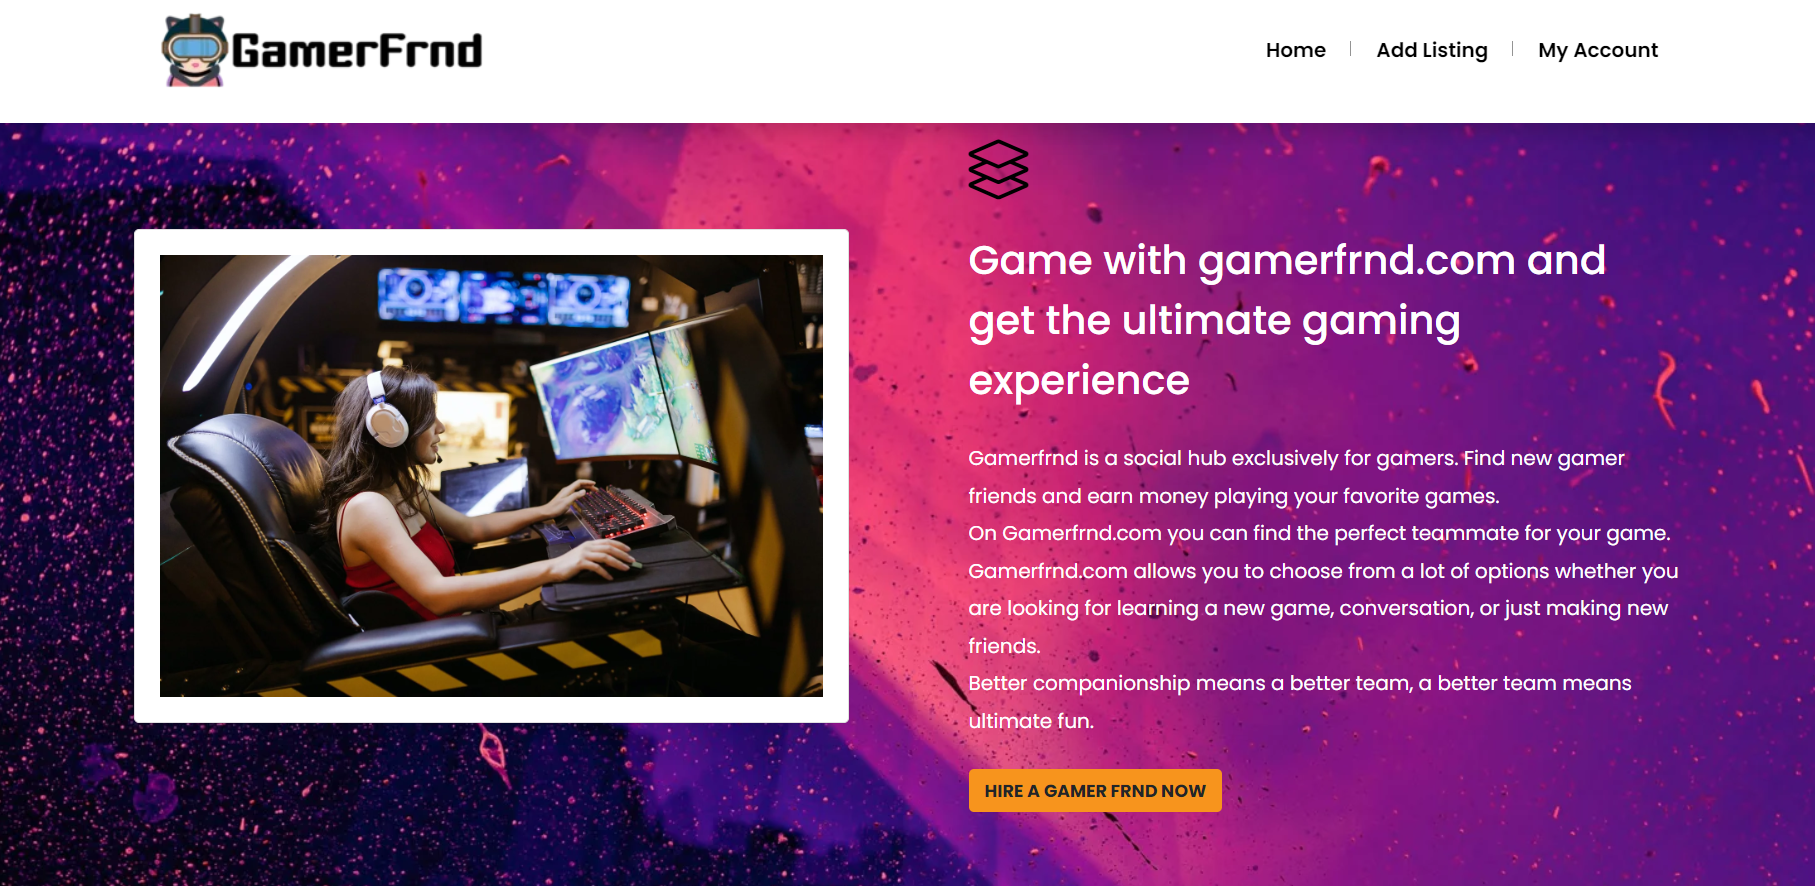 GamerFrnd
Home
Add Listing
My Account
Game with gamerfrnd.com and
get the ultimate gaming
experience
Gamerfrnd is a social hub exclusively for gamers. Find new gamer
friends and earn money playing your favorite games.
On Gamerfrnd.com you can find the perfect teammate for your game.
Gamerfrnd.com allows you to choose from a lot of options whether you
are looking for learning a new game, conversation, or just making new
friends.
Better companionship means a better team, a better team means
ultimate fun.
HIRE A GAMER FRND NOW